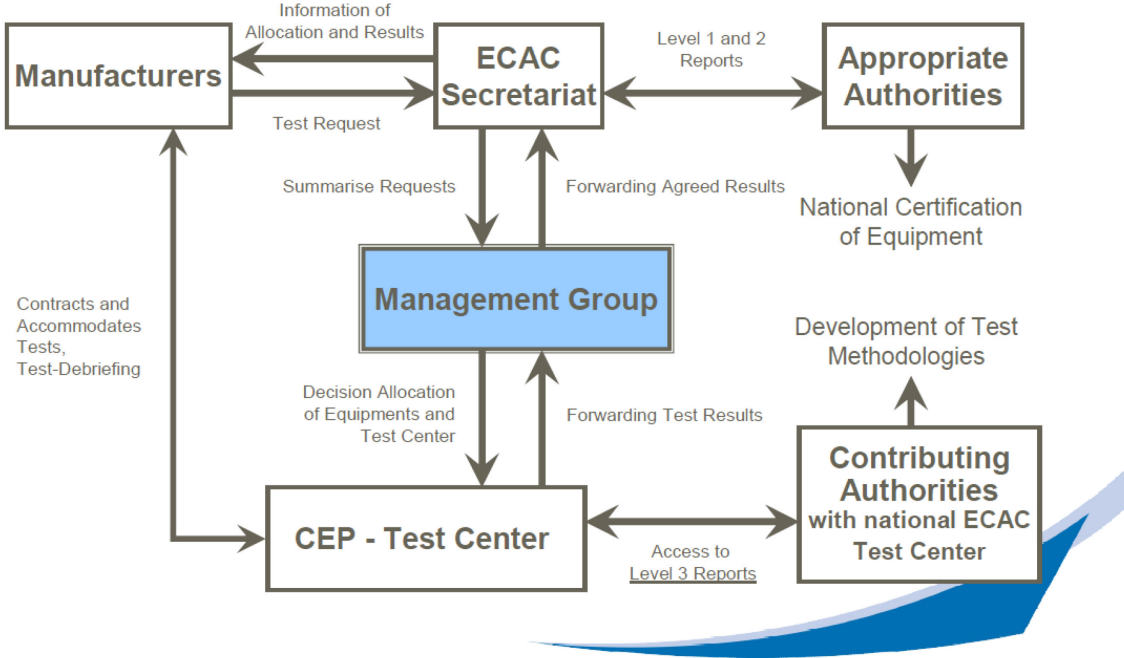 Information of
Allocation and Results
Manufacturers
ECAC
Secretariat
Level 1 and 2
Reports
Appropriate
Authorities
Test Request
Summarise Requests
Forwarding Agreed Results
National Certification
of Equipment
Management Group
Contracts and
Accommodates
Tests,
Test-Debriefing
Development of Test
Methodologies
Decision Allocation
of Equipments and
Test Center
Forwarding Test Results
CEP - Test Center
Access to
Level 3 Reports
Contributing
Authorities
with national ECAC
Test Center